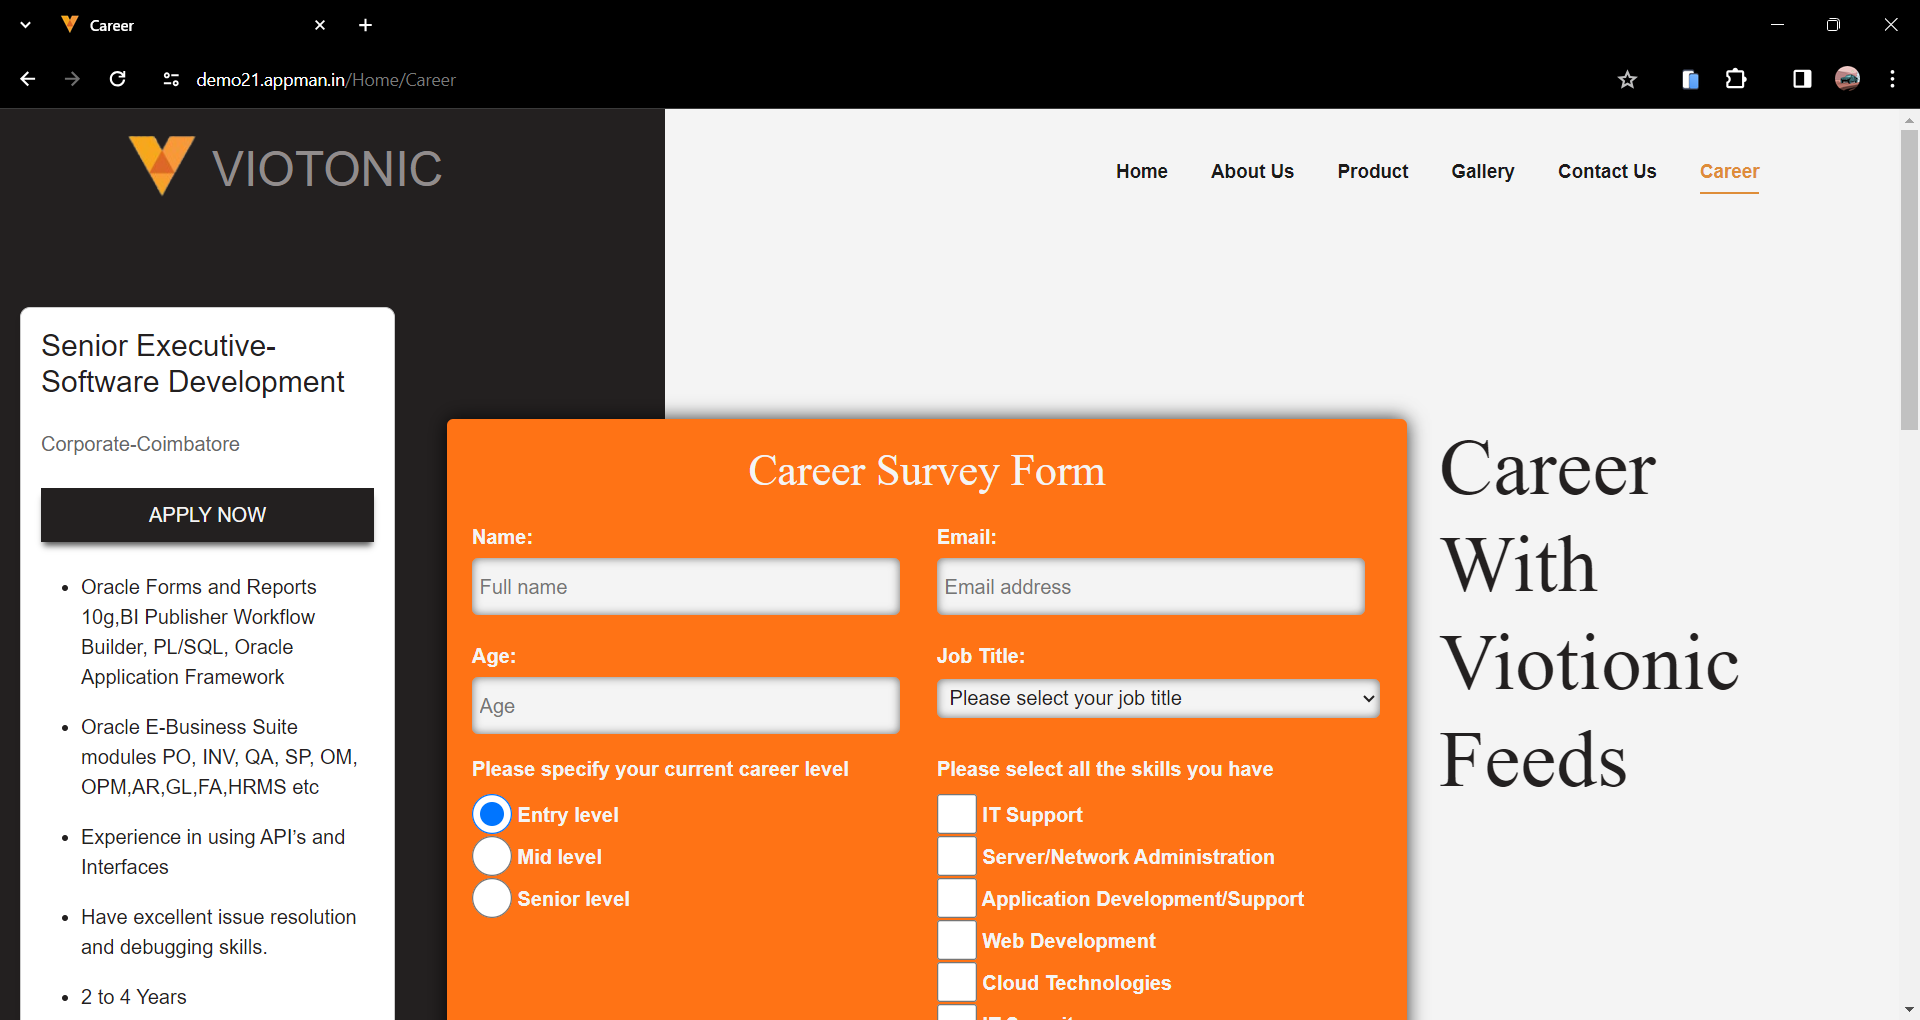 Career
demo21.appman.in/Home/Career
VIOTONIC
Home
About Us
Product
Gallery
Contact Us
Career
Senior Executive-
Software Development
Corporate-Coimbatore
APPLY NOW
Oracle Forms and Reports
10g,BI Publisher Workflow
Builder, PL/SQL, Oracle
Application Framework
Oracle E-Business Suite
modules PO, INV, QA, SP, OM,
OPM,AR,GL,FA,HRMS etc
Experience in using API's and
Interfaces
Have excellent issue resolution
and debugging skills.
2 to 4 Years
Career Survey Form
Name:
Full name
Email:
Email address
Age:
Age
Job Title:
Please select your job title
Please specify your current career level
Entry level
Mid level
Senior level
Please select all the skills you have
IT Support
Server/Network Administration
Application Development/Support
Web Development
Cloud Technologies
Career
With
Viotionic
Feeds